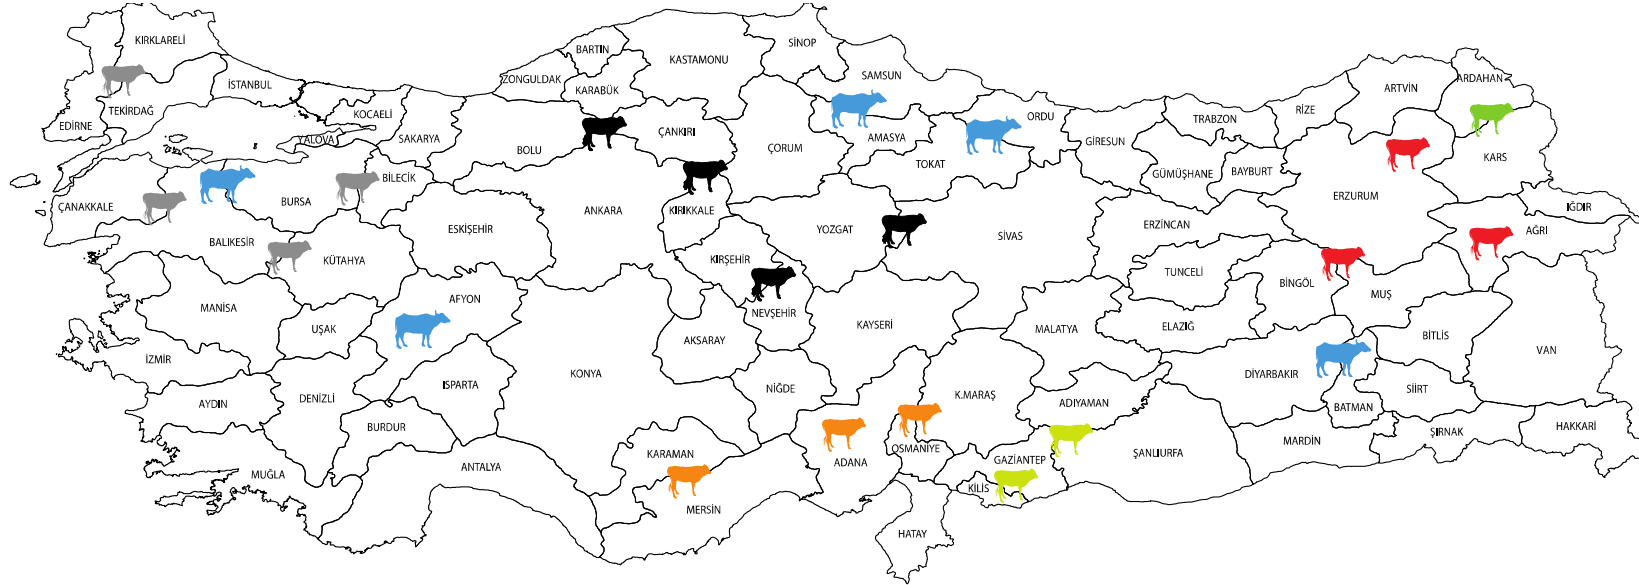 KIRKLARELİ
EDİRNE
TEKİRDAĞ
İSTANBUL
KOCAELİ
YALOVA
SAKARYA
ZONGULDAK
BARTIN
KARABÜK
KASTAMONU
SİNOP
SAMSUN
BOLU
ÇANKIRI
ÇORUM
AMASYA
TOKAT
ORDU
GİRESUN
TRABZON
RİZE
ARTVİN
ARDAHAN
KARS
GÜMÜŞHANE
BAYBURT
ERZURUM
IĞDIR
AĞRI
ÇANAKKALE
BURSA
BİLECİK
BALIKESİR
KÜTAHYA
ESKİŞEHİR
ANKARA
KIRIKKALE
KIRŞEHİR
YOZGAT
SİVAS
ERZİNCAN
TUNCELİ
BİNGÖL
MUŞ
MANİSA
UŞAK
AFYON
NEVŞEHİR
KAYSERİ
MALATYA
ELAZIĞ
BİTLİS
VAN
İZMİR
AKSARAY
KONYA
NİĞDE
K.MARAŞ
ADIYAMAN
DİYARBAKIR
BATMAN
SİİRT
AYDIN
DENİZLİ
ISPARTA
BURDUR
KARAMAN
ADANA
OSMANİYE
GAZİANTEP
ŞANLIURFA
MARDİN
ŞIRNAK
HAKKARİ
MUĞLA
ANTALYA
MERSİN
KİLİS
HATAY